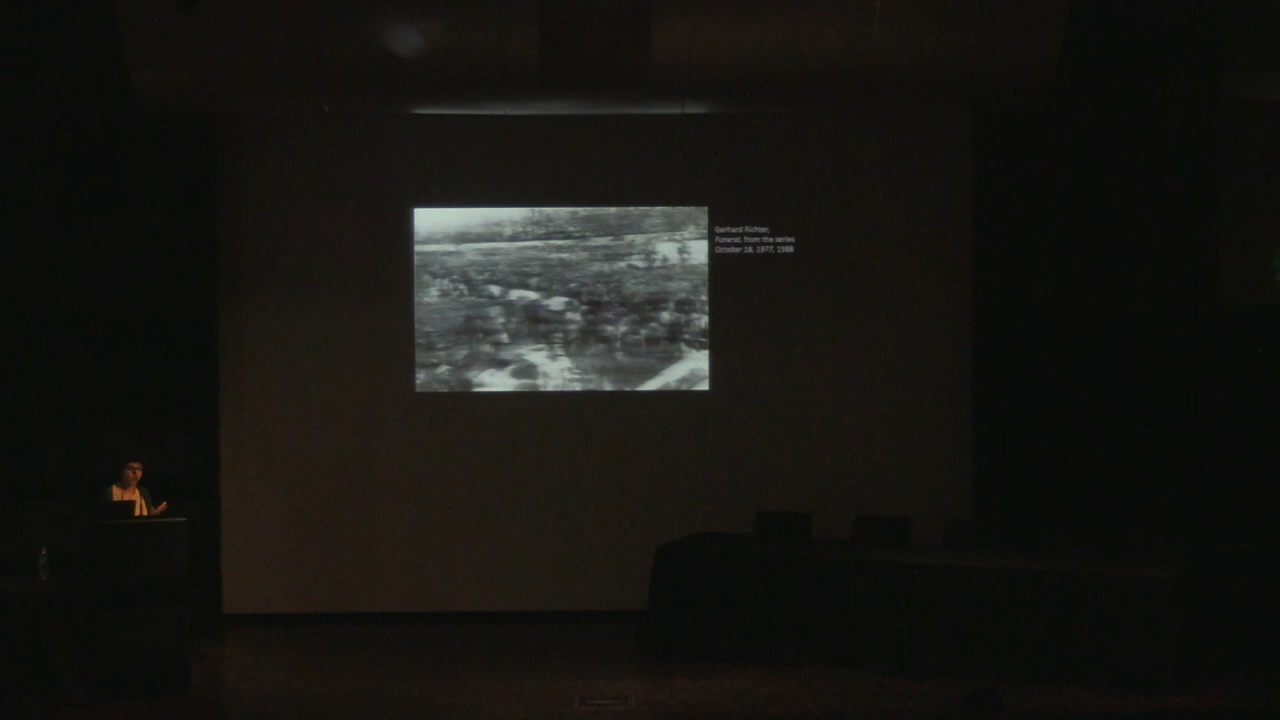 Gerhard Richter,
Funeral, from the series
October 18, 1977, 1988